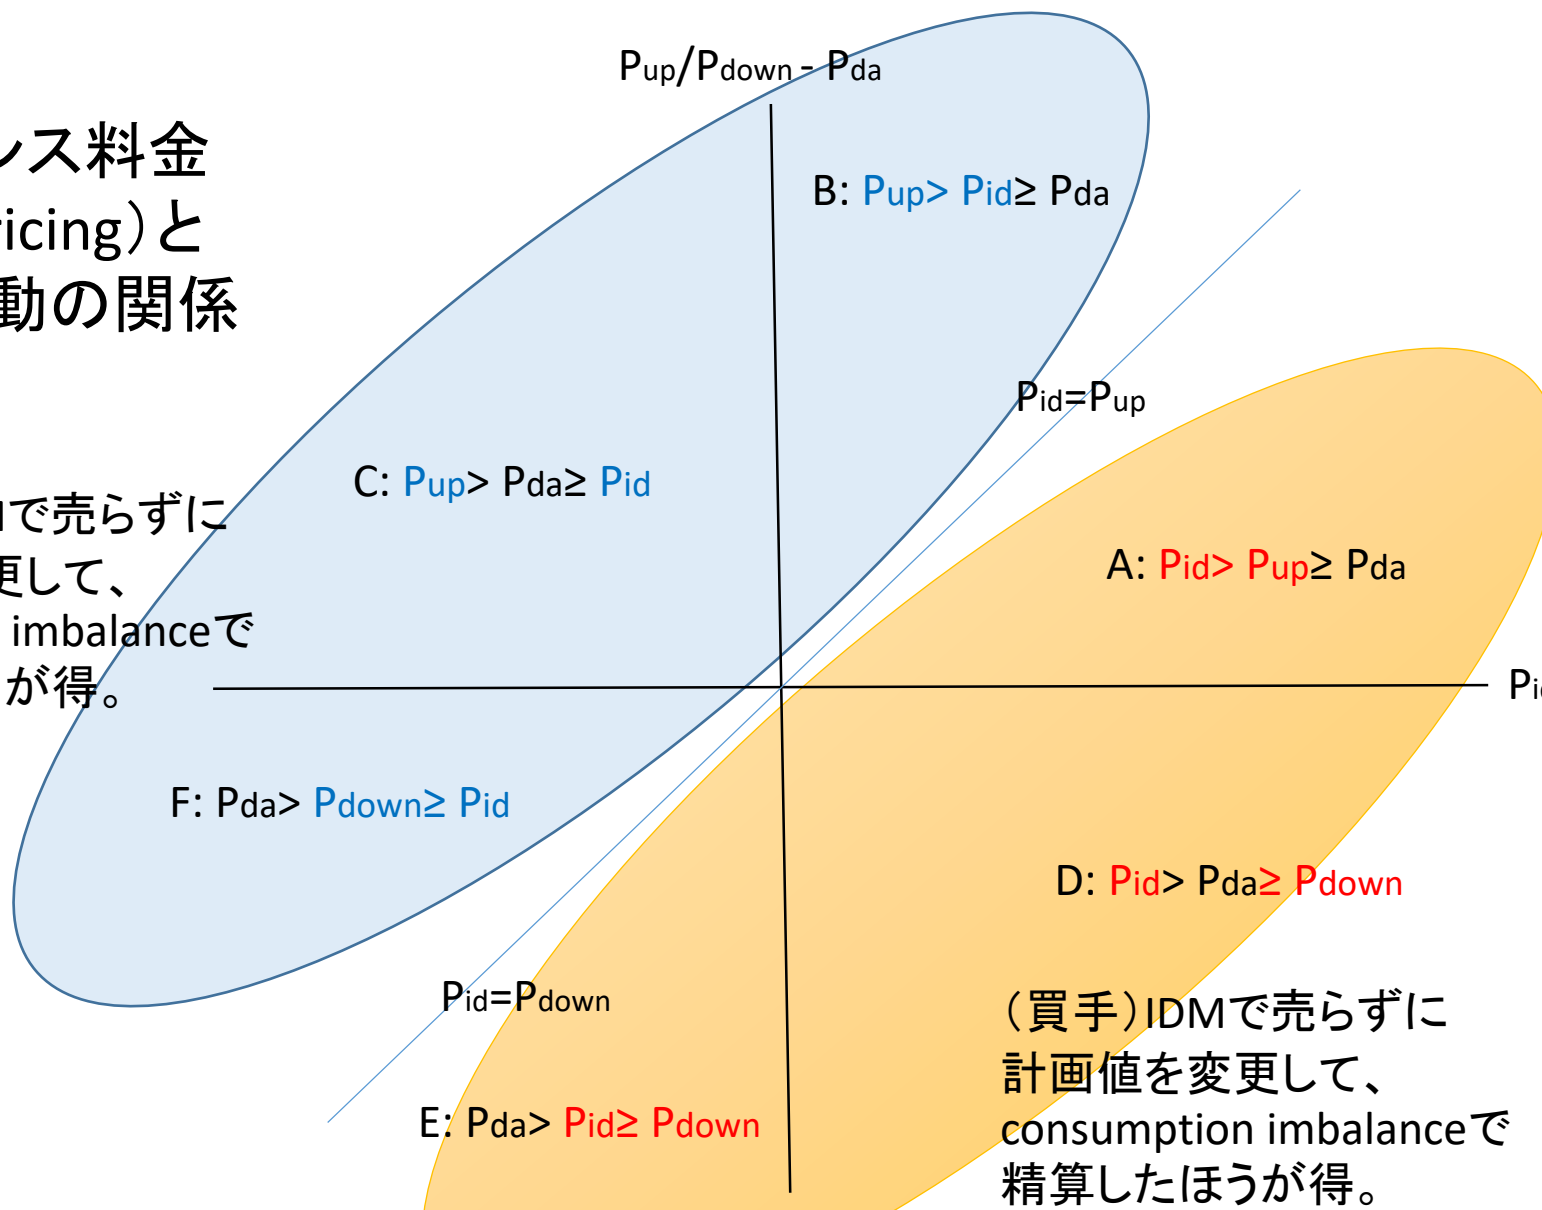 Pup/Pdown - Pda
ンス料金
ricing）と
動の関係
B: Pup> Pid≥ Pda
Pid=Pup
C: Pup> Pda≥ Pid
で売らずに
更して、
imbalanceで
が得。
A: Pid> Pup≥ Pda
Pi
F: Pda> Pdown≥ Pid
D: Pid> Pda≥ Pdown
Pid=Pdown
（買手）IDMで売らずに
計画値を変更して、
consumption imbalanceで
精算したほうが得。
E: Pda> Pid≥ Pdown